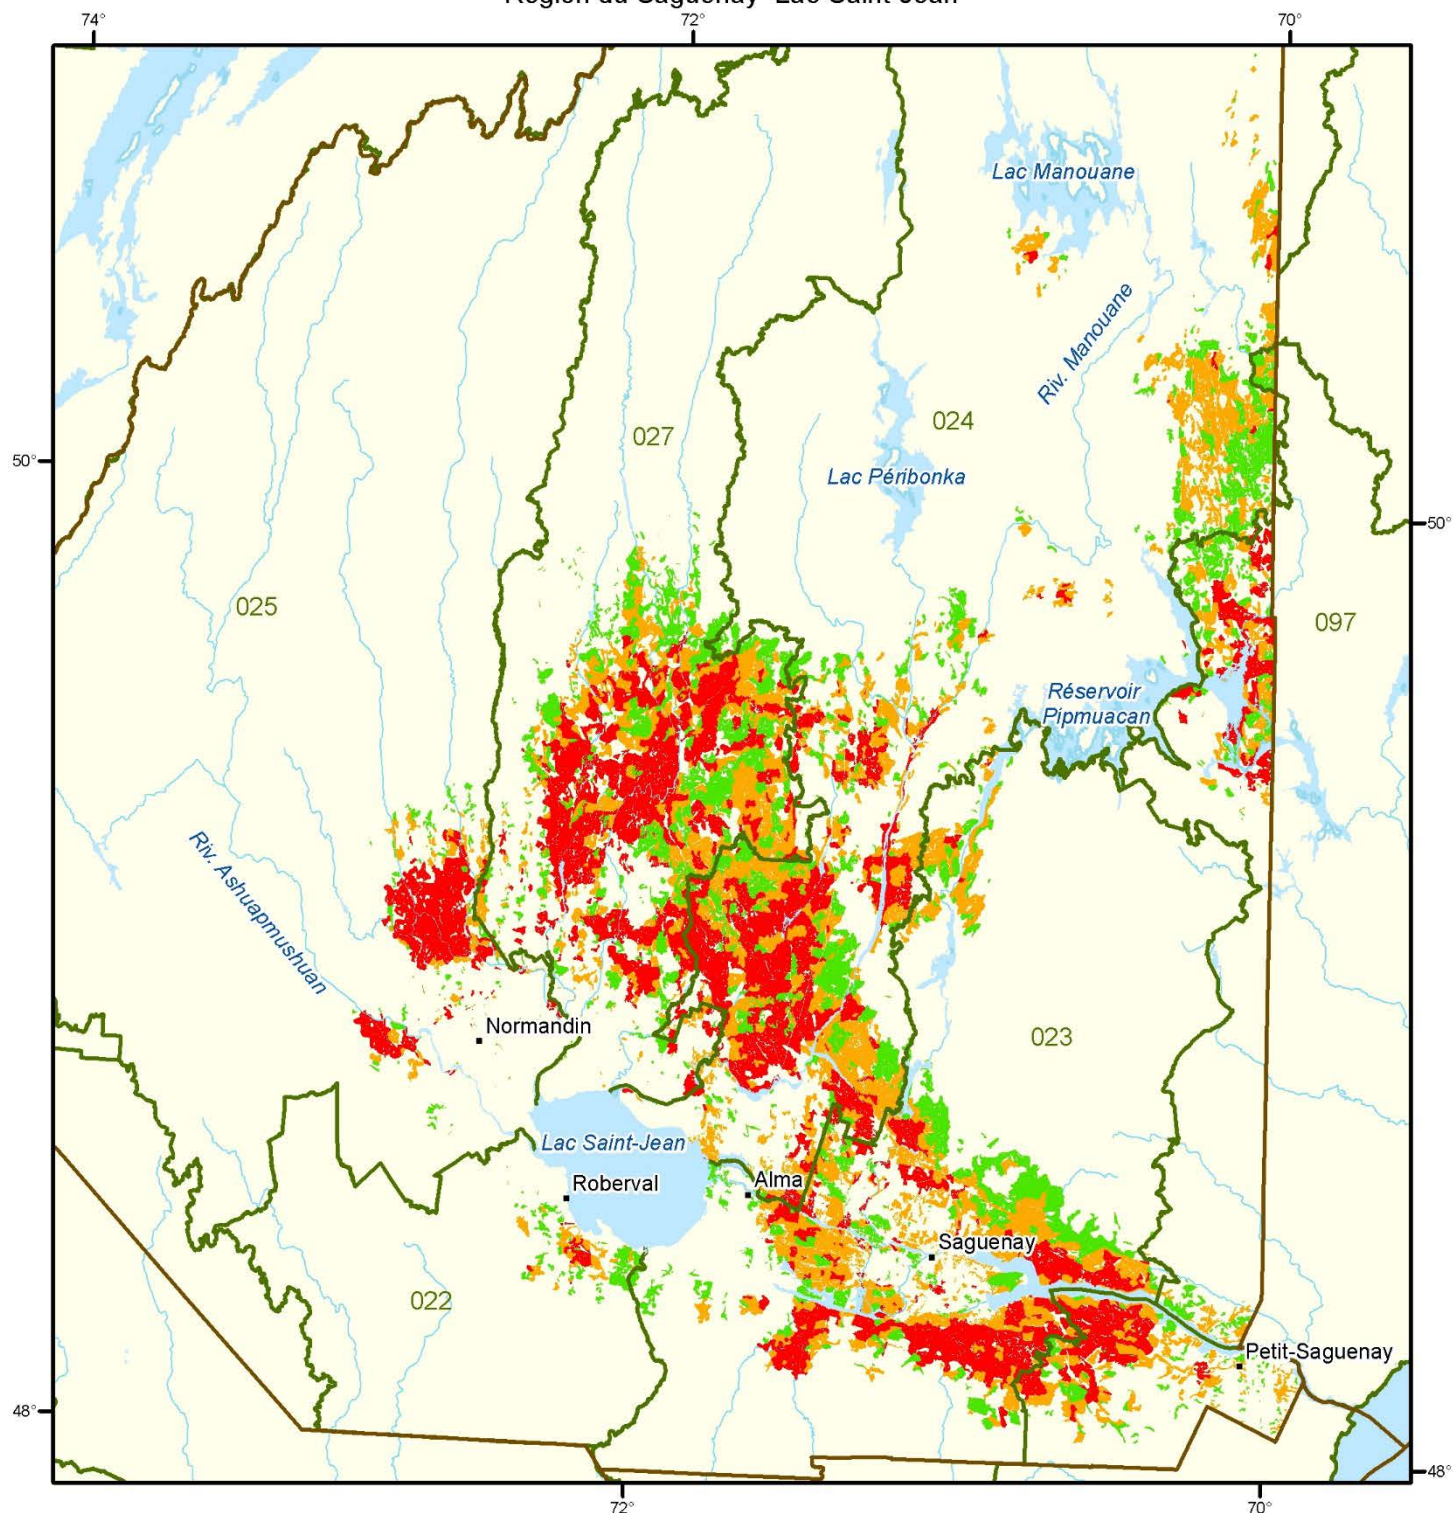 Région du Saguenay–Lac-Saint-Jean
74°
72°
70°
Lac Manouane
Riv. Manouane
027
024
50°
Lac Péribonka
50°
025
097
Réservoir
Pipmuacan
Riv. Ashuapmushuan
Normandin
023
Lac Saint-Jean
Roberval
Alma
Saguenay
022
Petit-Saguenay
48°
48°
72°
70°